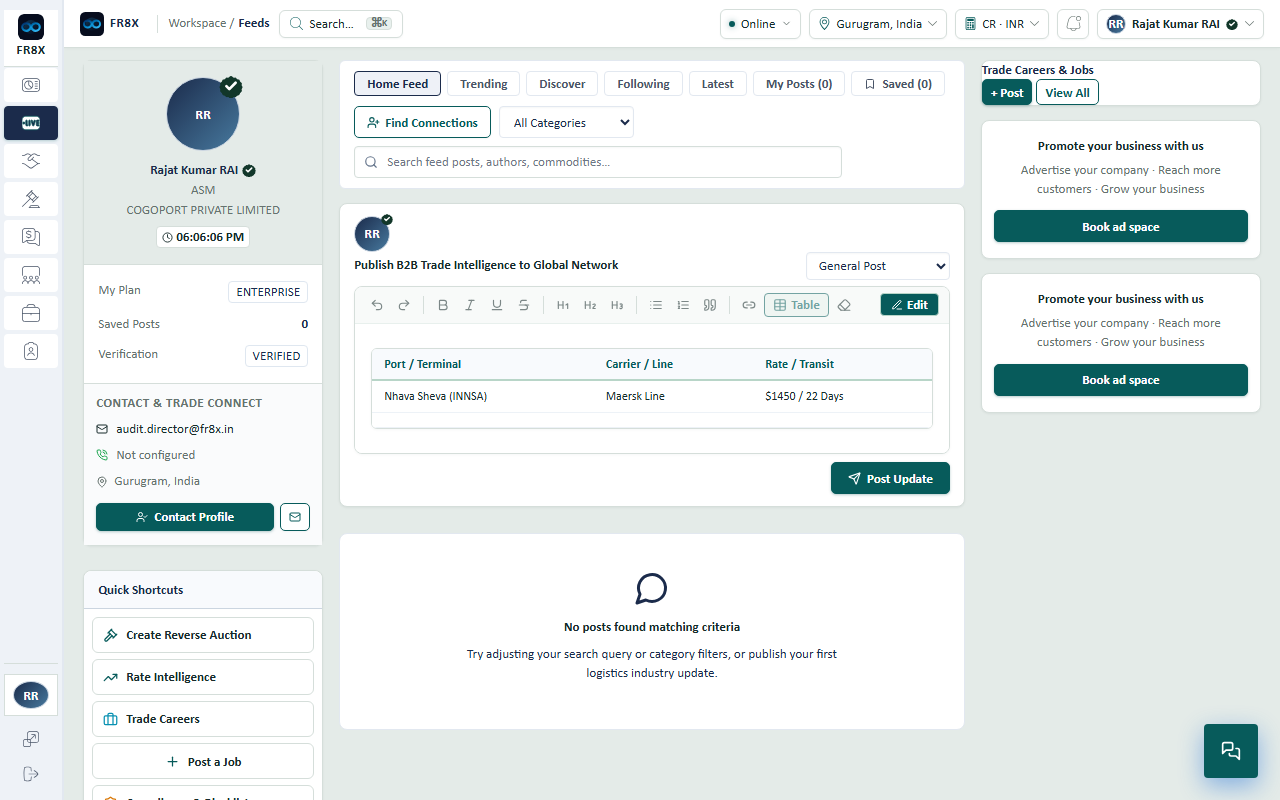 FR8X
FR8X
Workspace / Feeds
Search...
⌘k
Online
Gurugram, India
CR · INR
RR
Rajat Kumar RAI
LIVE
RR
RR
Rajat Kumar RAI
ASM
COGOPORT PRIVATE LIMITED
06:06:06 PM
My Plan
ENTERPRISE
Saved Posts
0
Verification
VERIFIED
CONTACT & TRADE CONNECT
audit.director@fr8x.in
Not configured
Gurugram, India
Contact Profile
Quick Shortcuts
Create Reverse Auction
Rate Intelligence
Trade Careers
Post a Job
Home Feed
Trending
Discover
Following
Latest
My Posts (0)
Saved (0)
Find Connections
All Categories
Search feed posts, authors, commodities...
RR
Publish B2B Trade Intelligence to Global Network
General Post
B I U S H1 H2 H3
Table
Edit
Port / Terminal
Carrier / Line
Rate / Transit
Nhava Sheva (INNSA)
Maersk Line
$1450 / 22 Days
Post Update
No posts found matching criteria
Try adjusting your search query or category filters, or publish your first
logistics industry update.
Trade Careers & Jobs
+ Post
View All
Promote your business with us
Advertise your company · Reach more
customers · Grow your business
Book ad space
Promote your business with us
Advertise your company · Reach more
customers · Grow your business
Book ad space